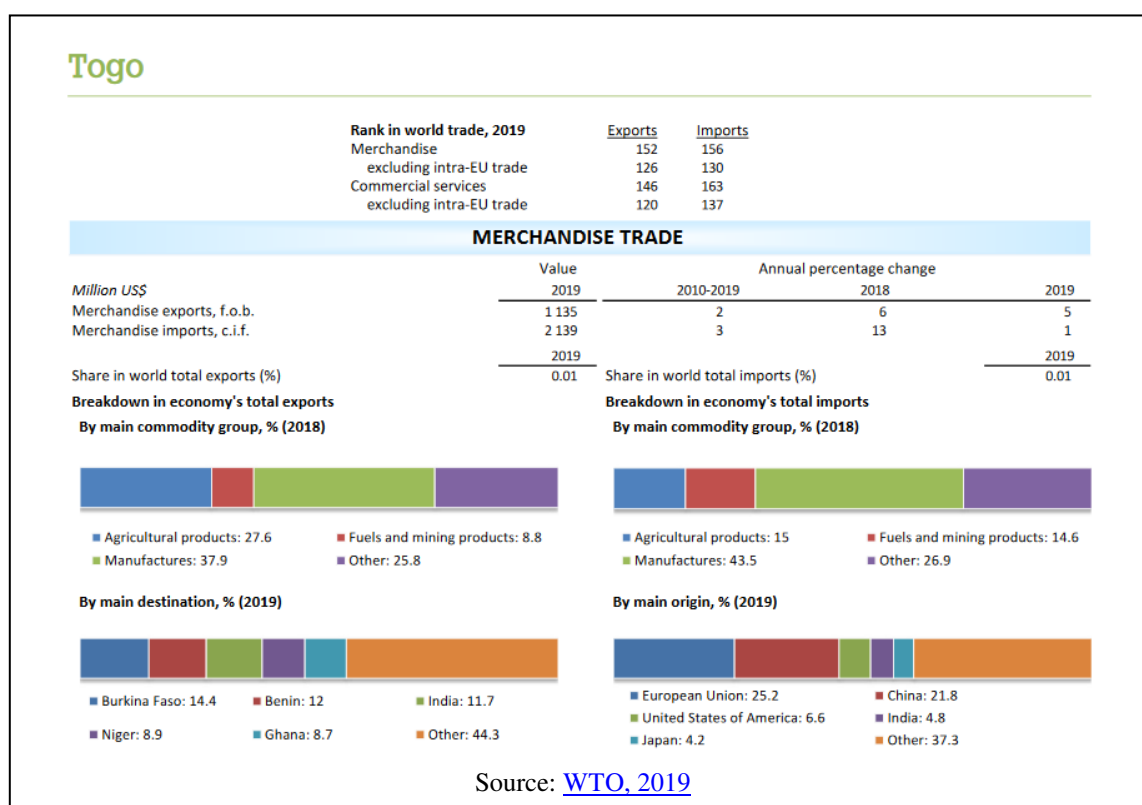 Togo
Rank in world trade, 2019 Exports Imports
Merchandise 152 156
excluding intra-EU trade 126 130
Commercial services 146 163
excluding intra-EU trade 120 137
MERCHANDISE TRADE
Value Annual percentage change
Million US$ 2019 2010-2019 2018 2019
Merchandise exports, f.o.b. 1 135 2 6 5
Merchandise imports, c.i.f. 2 139 3 13 1
2019 2019
Share in world total exports (%) 0.01 Share in world total imports (%) 0.01
Breakdown in economy's total exports Breakdown in economy's total imports
By main commodity group, % (2018) By main commodity group, % (2018)
Agricultural products: 27.6 Fuels and mining products: 8.8 Agricultural products: 15 Fuels and mining products: 14.6
Manufactures: 37.9 Other: 25.8 Manufactures: 43.5 Other: 26.9
By main destination, % (2019) By main origin, % (2019)
Burkina Faso: 14.4 Benin: 12 India: 11.7
Niger: 8.9 Ghana: 8.7 Other: 44.3
European Union: 25.2 China: 21.8
United States of America: 6.6 India: 4.8
Japan: 4.2 Other: 37.3
Source: WTO, 2019